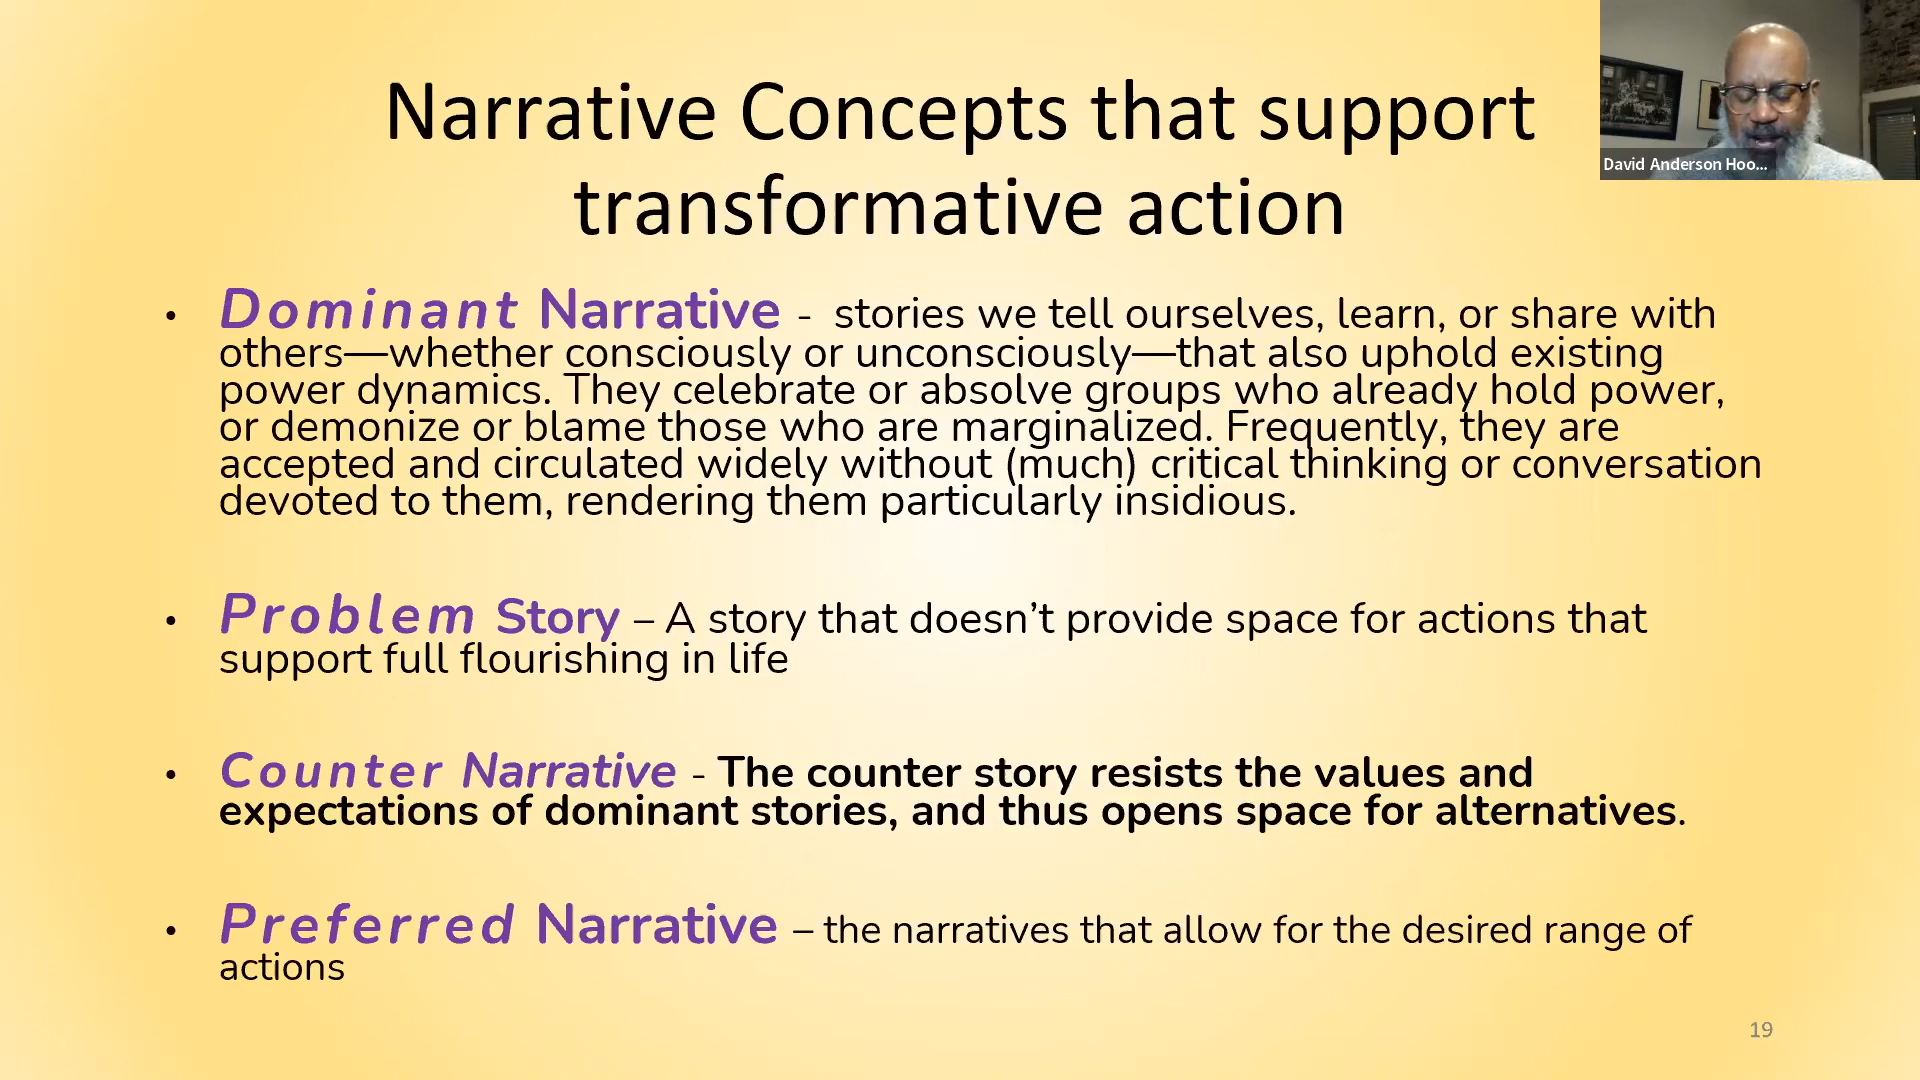 Narrative Concepts that support
transformative action
David Anderson Hoo...
• Dominant Narrative - stories we tell ourselves, learn, or share with
others—whether consciously or unconsciously—that also uphold existing
power dynamics. They celebrate or absolve groups who already hold power,
or demonize or blame those who are marginalized. Frequently, they are
accepted and circulated widely without (much) critical thinking or conversation
devoted to them, rendering them particularly insidious.
• Problem Story – A story that doesn’t provide space for actions that
support full flourishing in life
• Counter Narrative - The counter story resists the values and
expectations of dominant stories, and thus opens space for alternatives.
• Preferred Narrative – the narratives that allow for the desired range of
actions
19